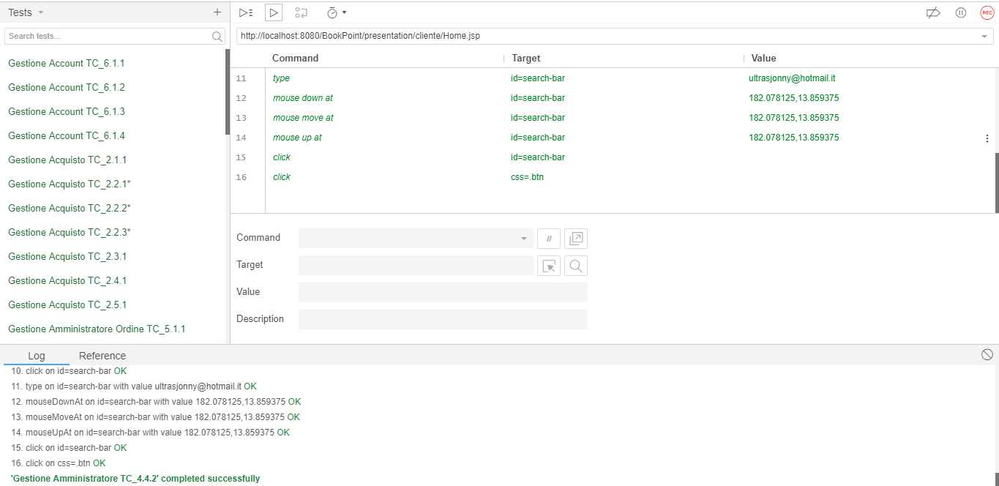 Tests
Search tests...
Gestione Account TC_6.1.1
Gestione Account TC_6.1.2
Gestione Account TC_6.1.3
Gestione Account TC_6.1.4
Gestione Acquisto TC_2.1.1
Gestione Acquisto TC_2.2.1*
Gestione Acquisto TC_2.2.2*
Gestione Acquisto TC_2.2.3*
Gestione Acquisto TC_2.3.1
Gestione Acquisto TC_2.4.1
Gestione Acquisto TC_2.5.1
Gestione Amministratore Ordine TC_5.1.1
REC
http://localhost:8080/BookPoint/presentation/cliente/Home.jsp
Command Target Value
11 type id=search-bar ultrasjonny@hotmail.it
12 mouse down at id=search-bar 182.078125,13.859375
13 mouse move at id=search-bar 182.078125,13.859375
14 mouse up at id=search-bar 182.078125,13.859375
15 click id=search-bar
16 click css=.btn
Command //
Target
Value
Description
Log Reference
10. click on id=search-bar OK
11. type on id=search-bar with value ultrasjonny@hotmail.it OK
12. mouseDownAt on id=search-bar with value 182.078125,13.859375 OK
13. mouseMoveAt on id=search-bar with value 182.078125,13.859375 OK
14. mouseUpAt on id=search-bar with value 182.078125,13.859375 OK
15. click on id=search-bar OK
16. click on css=.btn OK
'Gestione Amministratore TC_4.4.2' completed successfully